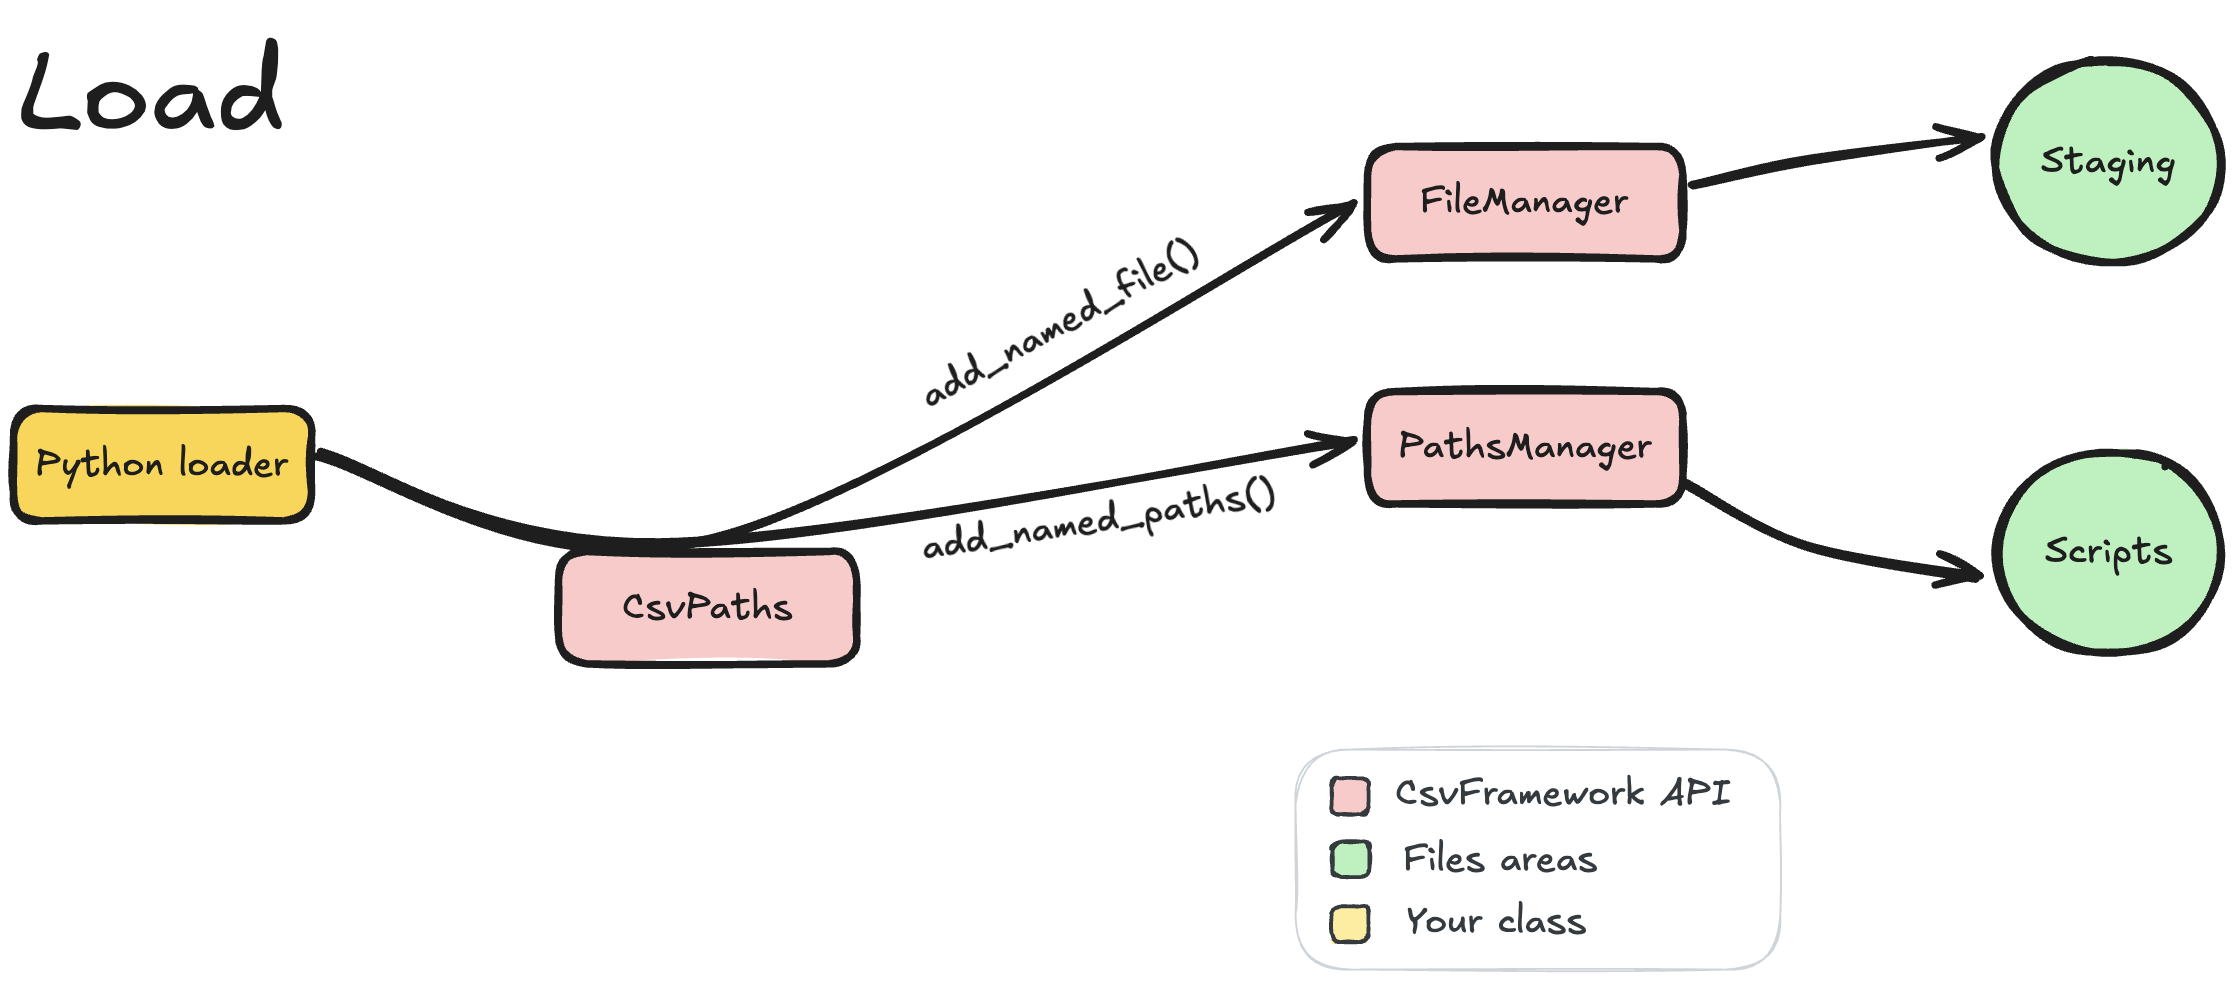 Load
Staging
FileManager
add_named_file()
PathsManager
Python loader
add_named_paths()
Scripts
CsvPaths
CsvFramework API
Files areas
Your class